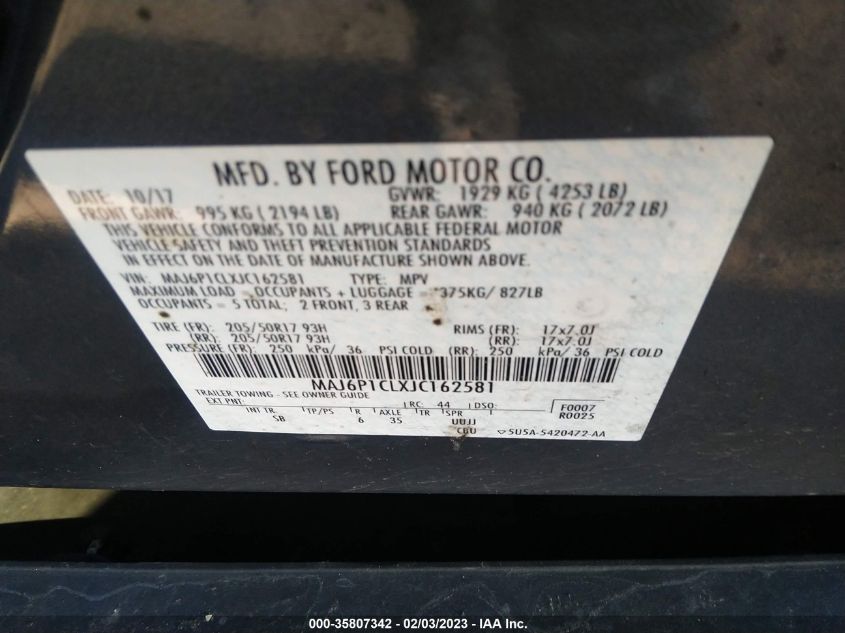 MFD. BY FORD MOTOR CO.
DATE: 10/17 GVWR: 1929 KG ( 4253 LB)
FRONT GAWR: 995 KG ( 2194 LB) REAR GAWR: 940 KG ( 2072 LB)
THIS VEHICLE CONFORMS TO ALL APPLICABLE FEDERAL MOTOR
VEHICLE SAFETY AND THEFT PREVENTION STANDARDS
IN EFFECT ON THE DATE OF MANUFACTURE SHOWN ABOVE.
VIN: MAJ6P1CLXJC162581 TYPE: MPV
MAXIMUM LOAD = OCCUPANTS + LUGGAGE = 375KG/ 827LB
OCCUPANTS = 5 TOTAL; 2 FRONT, 3 REAR
TIRE (FR): 205/50R17 93H RIMS (FR): 17x7.0J
(RR): 205/50R17 93H (RR): 17x7.0J
PRESSURE (FR): 250 kPa/ 36 PSI COLD (RR): 250 kPa/ 36 PSI COLD
MAJ6P1CLXJC162581
TRAILER TOWING - SEE OWNER GUIDE
EXT PNT: RC: 44 DSO: F0007
INT TR. TP/PS R AXLE TR SPR R0025
SB 6 35 UUJJ
CBU SU5A-S420472-AA
000-35807342 - 02/03/2023 - IAA Inc.